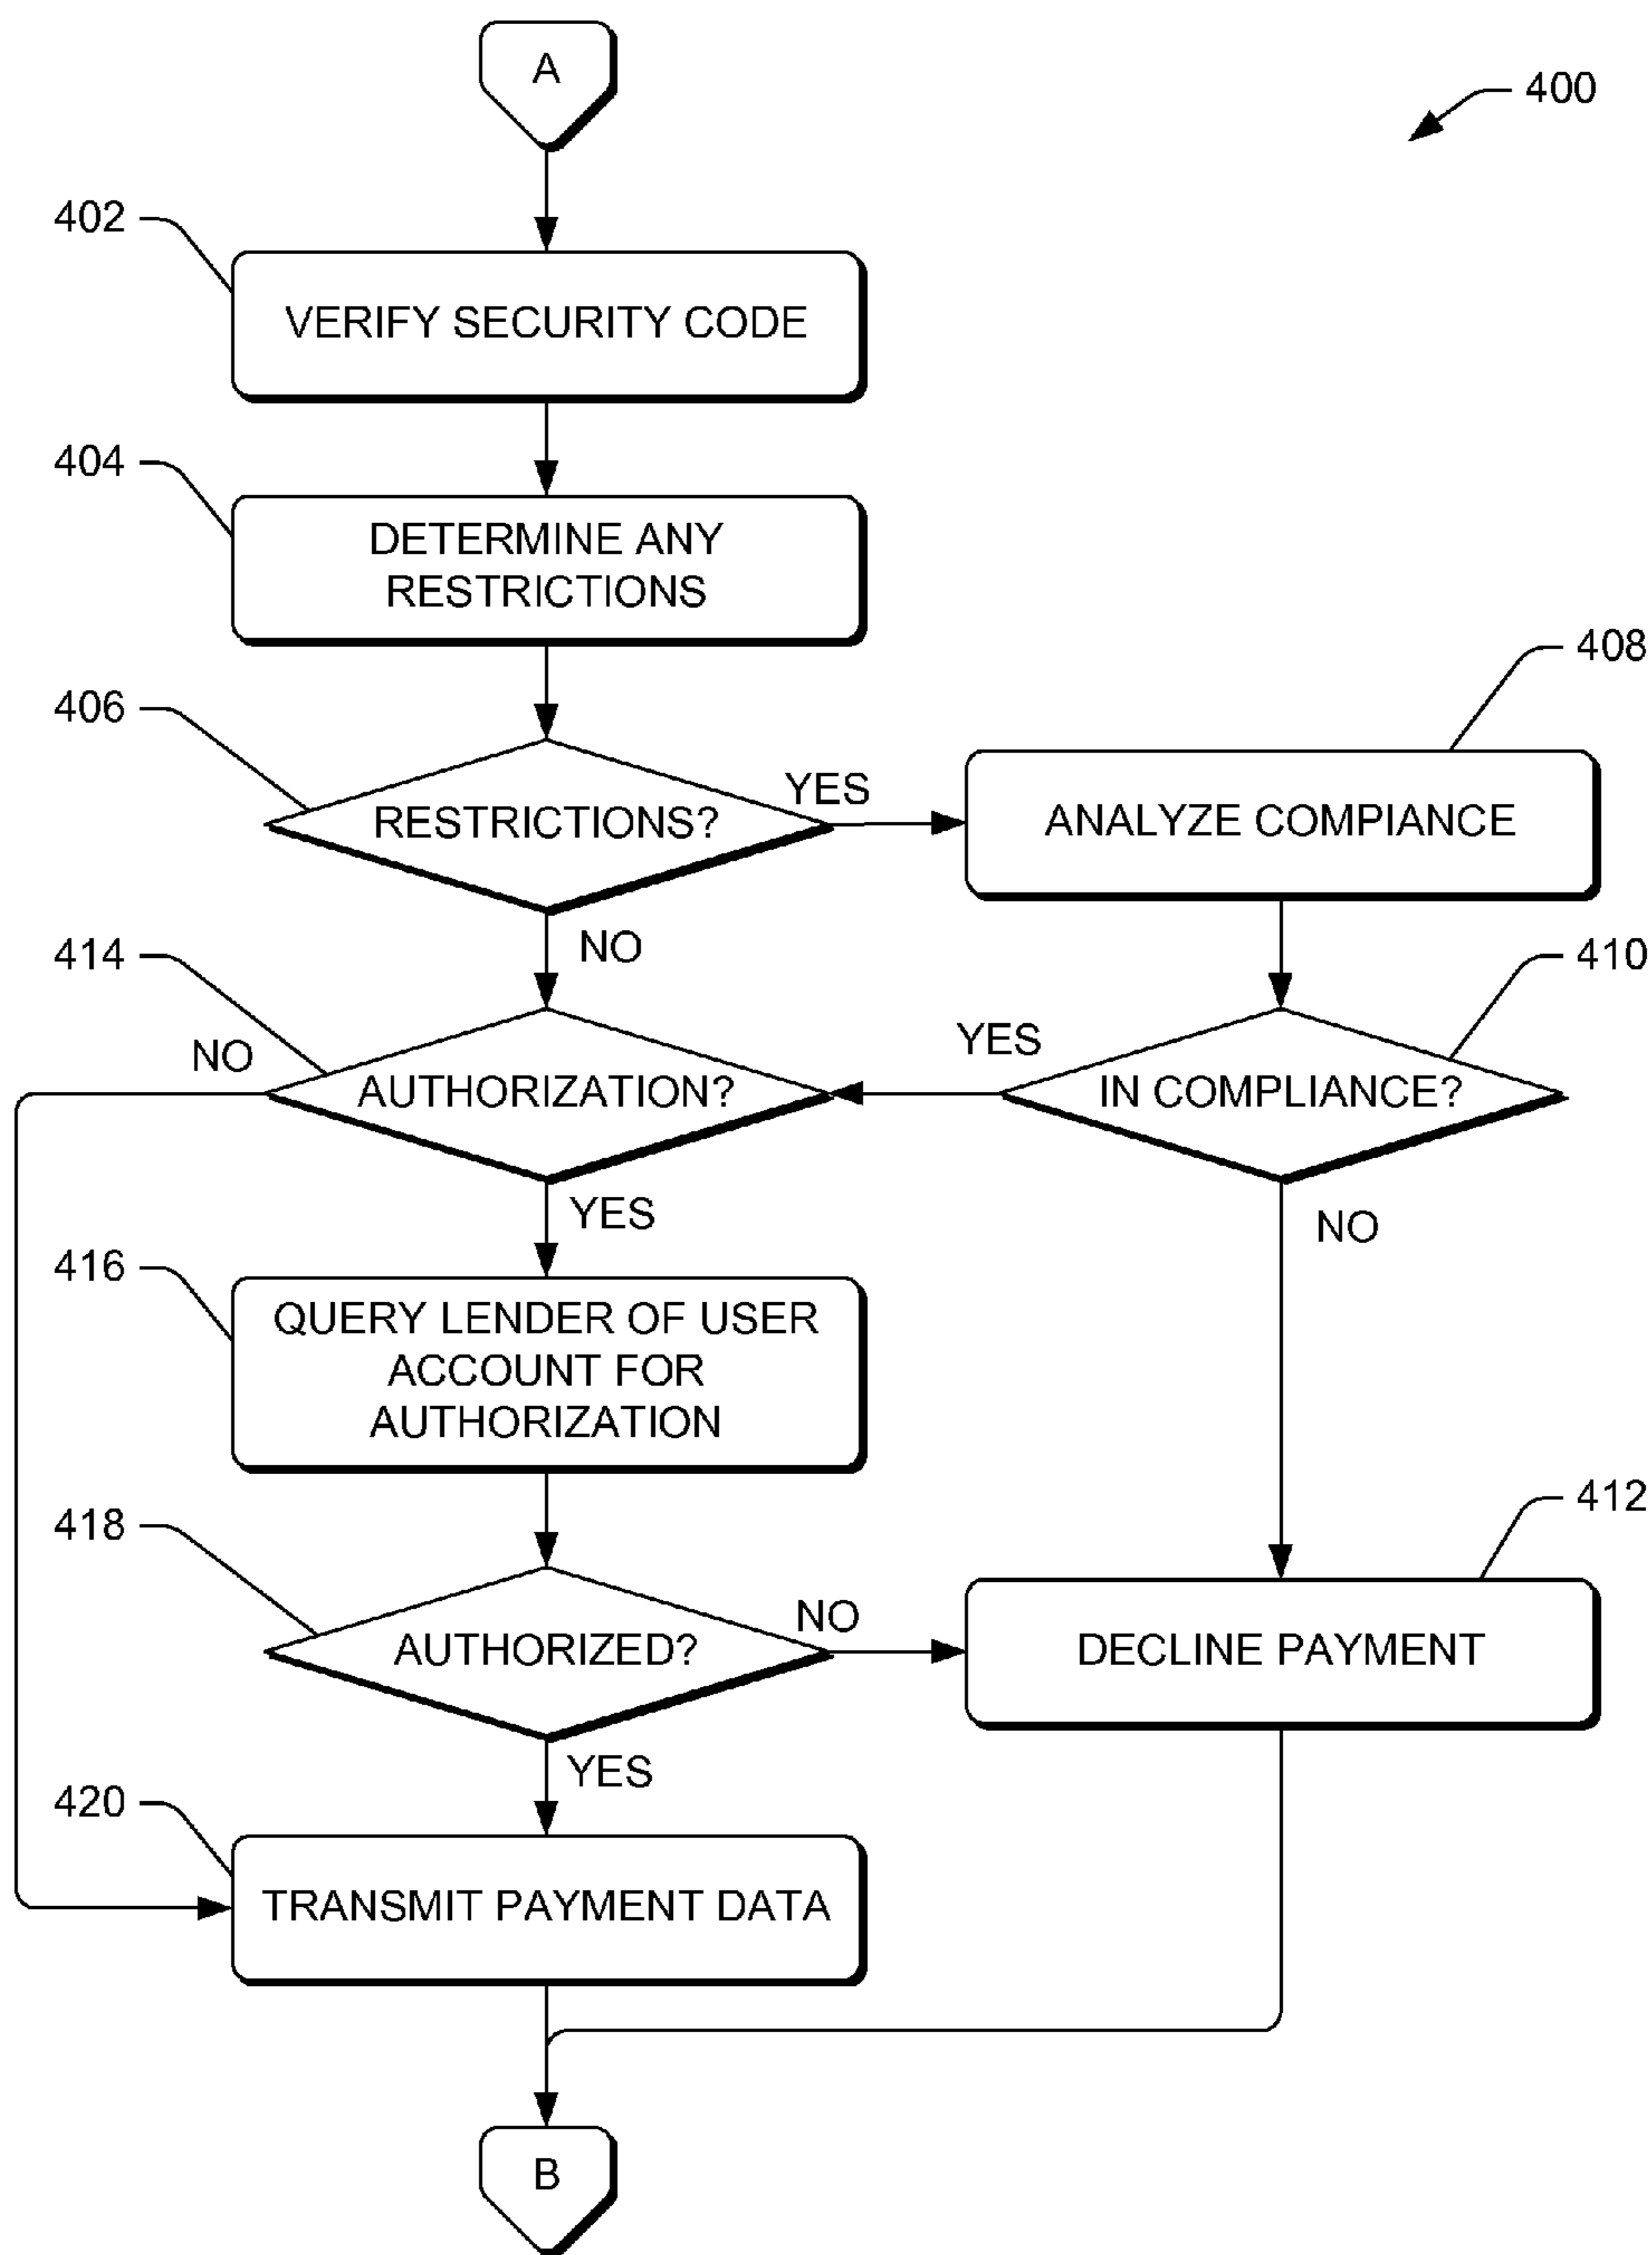 A
400
402
VERIFY SECURITY CODE
404
DETERMINE ANY
RESTRICTIONS
406
RESTRICTIONS?
YES
408
ANALYZE COMPIANCE
NO
414
AUTHORIZATION?
NO
YES
410
IN COMPLIANCE?
YES
NO
416
QUERY LENDER OF USER
ACCOUNT FOR
AUTHORIZATION
418
AUTHORIZED?
NO
412
DECLINE PAYMENT
YES
420
TRANSMIT PAYMENT DATA
B